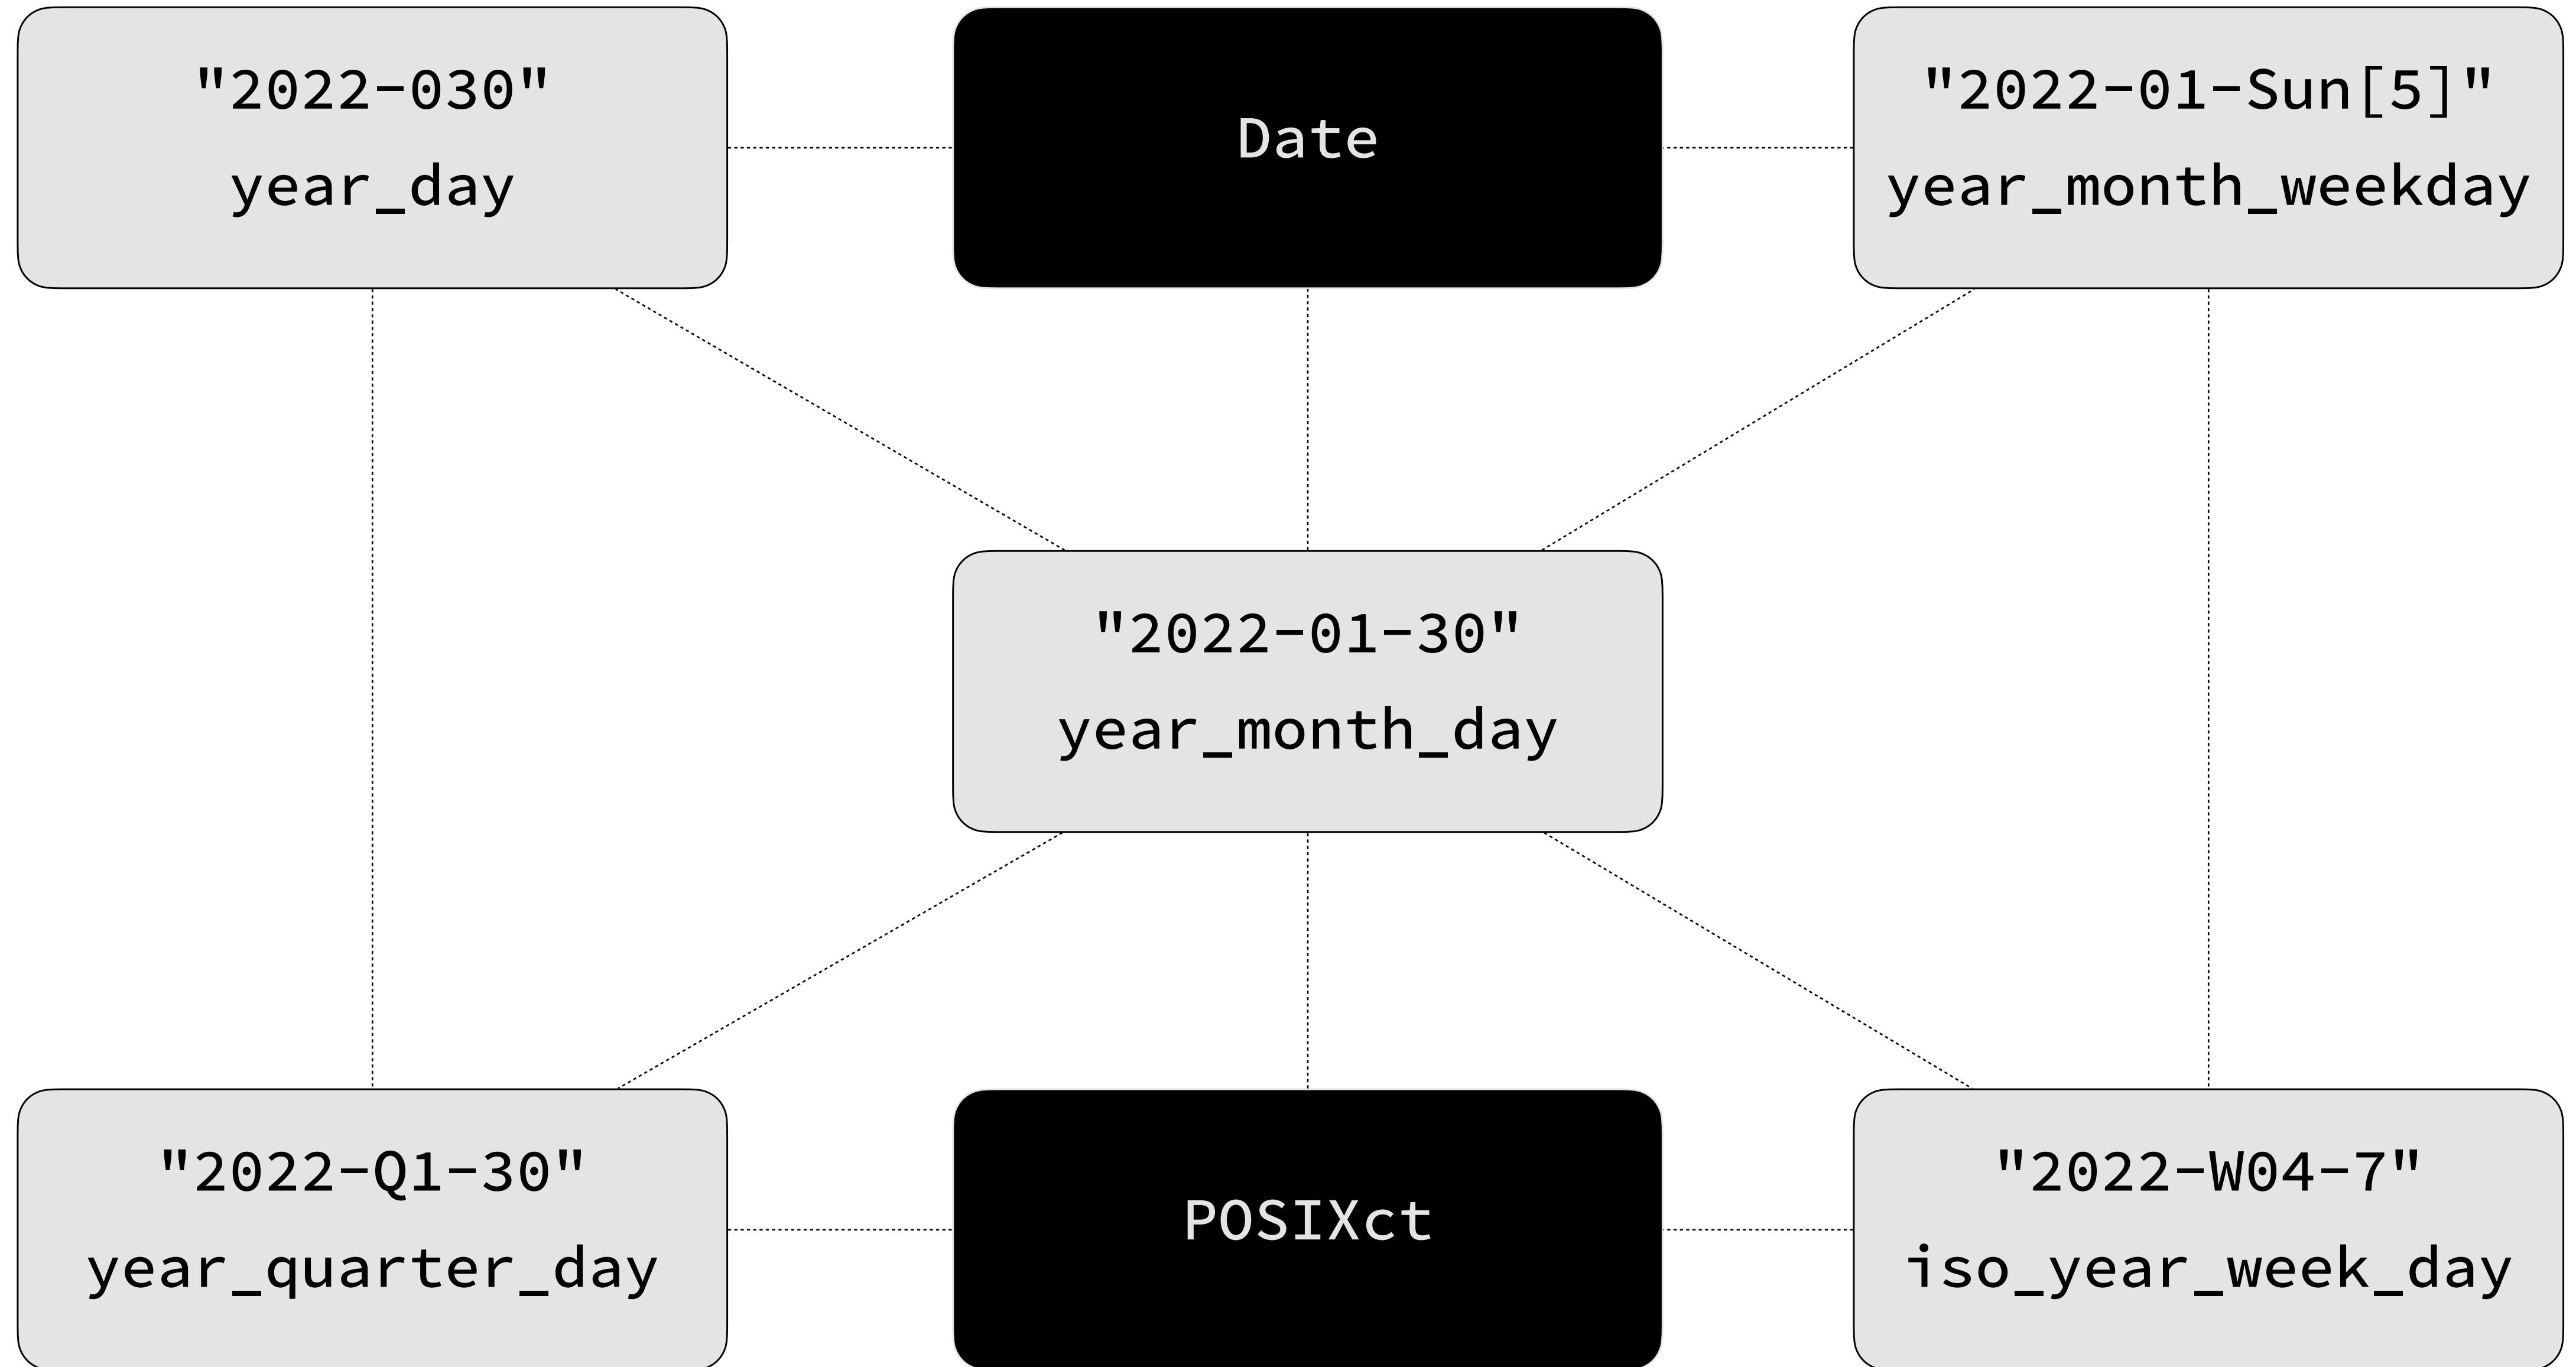 "2022-030"
year_day
Date
"2022-01-Sun[5]"
year_month_weekday
"2022-01-30"
year_month_day
"2022-Q1-30"
year_quarter_day
POSIXct
"2022-W04-7"
iso_year_week_day